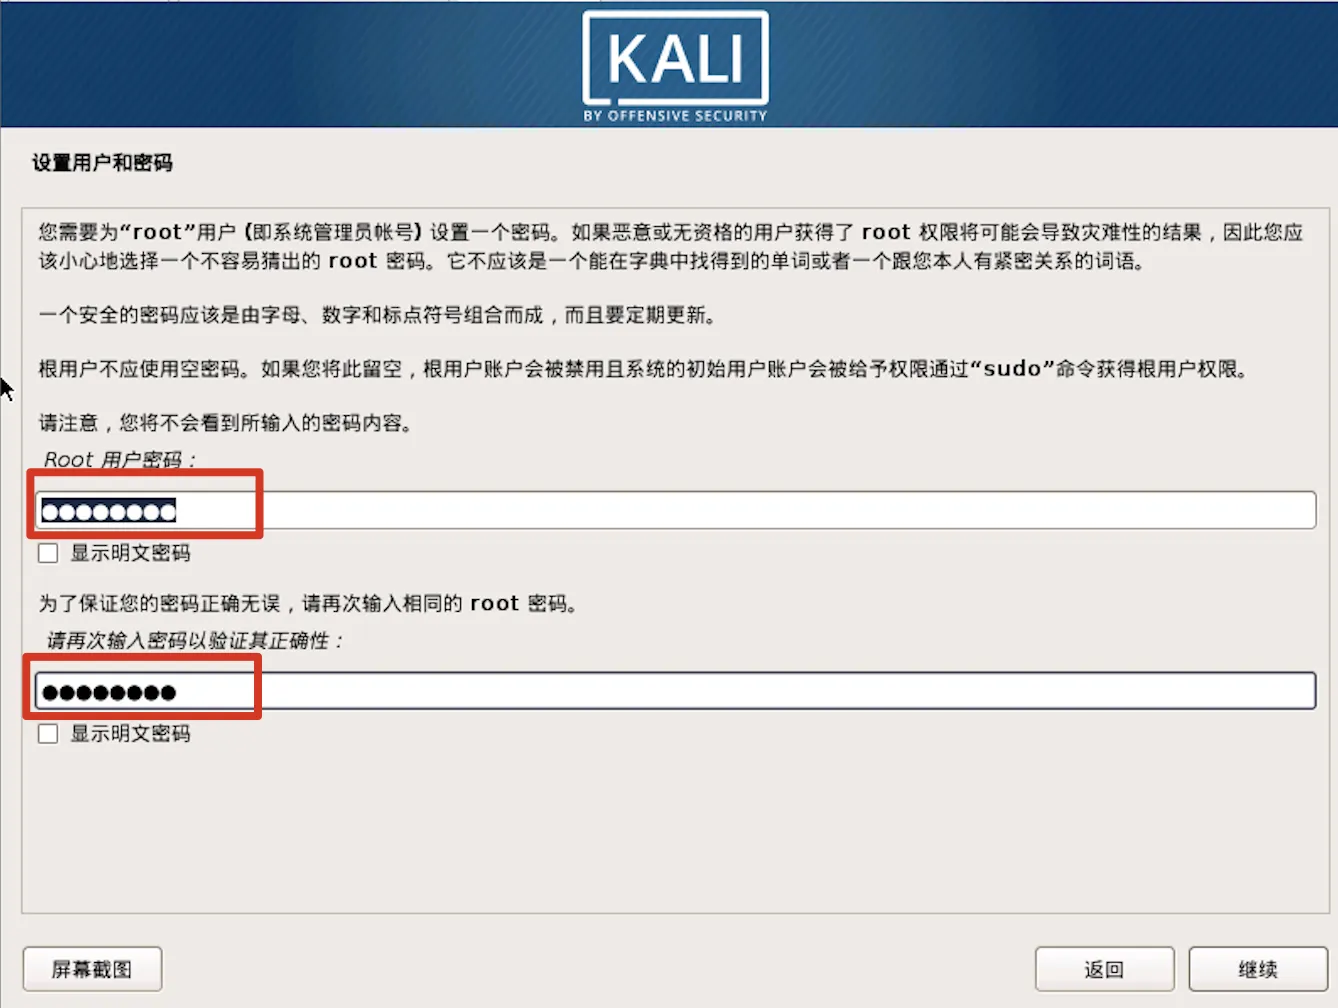 KALI
BY OFFENSIVE SECURITY
设置用户和密码
您需要为“root”用户 (即系统管理员帐号) 设置一个密码。如果恶意或无资格的用户获得了 root 权限将可能会导致灾难性的结果，因此您应
该小心地选择一个不容易猜出的 root 密码。它不应该是一个能在字典中找得到的单词或者一个跟您本人有紧密关系的词语。
一个安全的密码应该是由字母、数字和标点符号组合而成，而且要定期更新。
根用户不应使用空密码。如果您将此留空，根用户账户会被禁用且系统的初始用户账户会被给予权限通过“sudo”命令获得根用户权限。
请注意，您将不会看到所输入的密码内容。
Root 用户密码：
●●●●●●●●
显示明文密码
为了保证您的密码正确无误，请再次输入相同的 root 密码。
请再次输入密码以验证其正确性：
●●●●●●●●
显示明文密码
屏幕截图
返回
继续